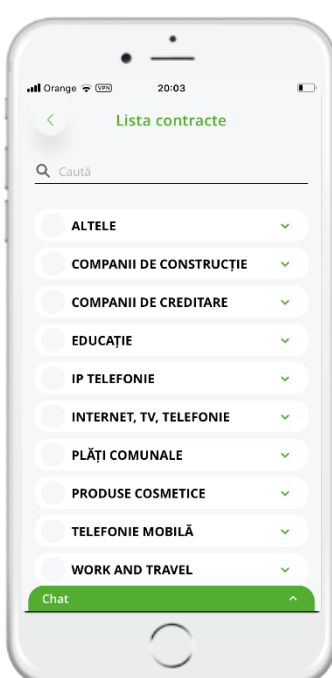 Orange VPN 20:03
Lista contracte
Caută
ALTELE
COMPANII DE CONSTRUCȚIE
COMPANII DE CREDITARE
EDUCAȚIE
IP TELEFONIE
INTERNET, TV, TELEFONIE
PLĂȚI COMUNALE
PRODUSE COSMETICE
TELEFONIE MOBILĂ
WORK AND TRAVEL
Chat